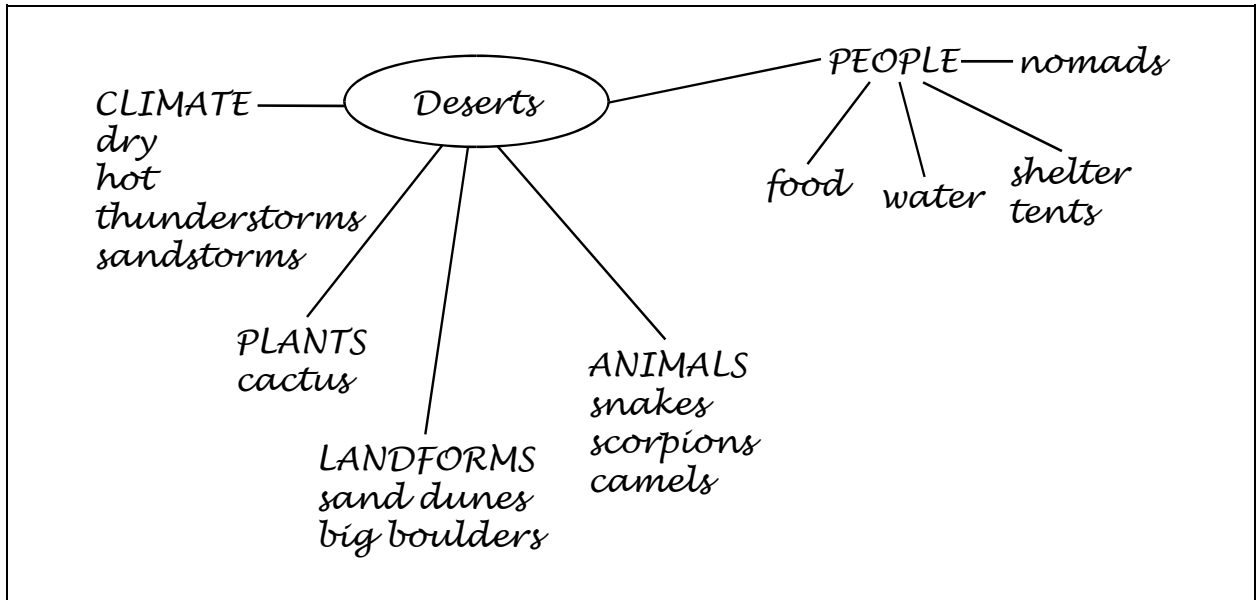 Deserts
CLIMATE
dry
hot
thunderstorms
sandstorms
PLANTS
cactus
LANDFORMS
sand dunes
big boulders
ANIMALS
snakes
scorpions
camels
PEOPLE
nomads
food
water
shelter
tents